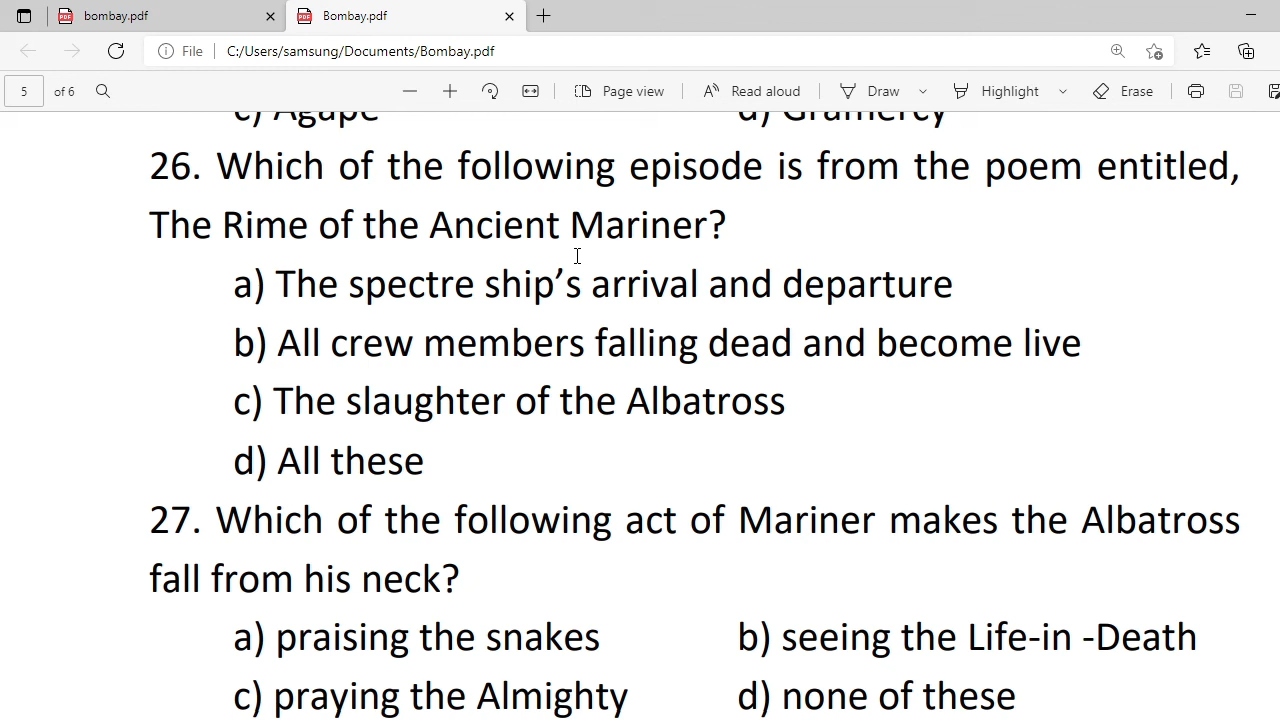 bombay.pdf
Bombay.pdf
File C:/Users/samsung/Documents/Bombay.pdf
5 of 6 Page view Read aloud Draw Highlight Erase
c) Agape d) Gramercy
26. Which of the following episode is from the poem entitled,
The Rime of the Ancient Mariner?
a) The spectre ship’s arrival and departure
b) All crew members falling dead and become live
c) The slaughter of the Albatross
d) All these
27. Which of the following act of Mariner makes the Albatross
fall from his neck?
a) praising the snakes b) seeing the Life-in -Death
c) praying the Almighty d) none of these